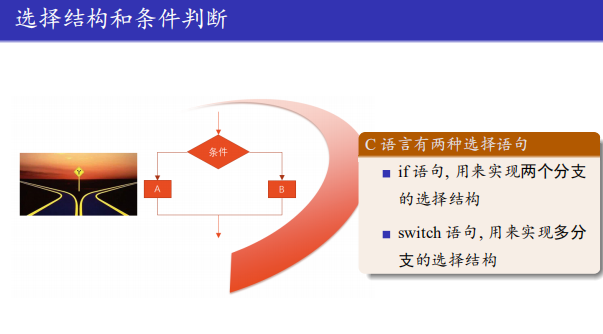 选择结构和条件判断
条件
A
B
C 语言有两种选择语句
if 语句, 用来实现两个分支
的选择结构
switch 语句, 用来实现多分
支的选择结构